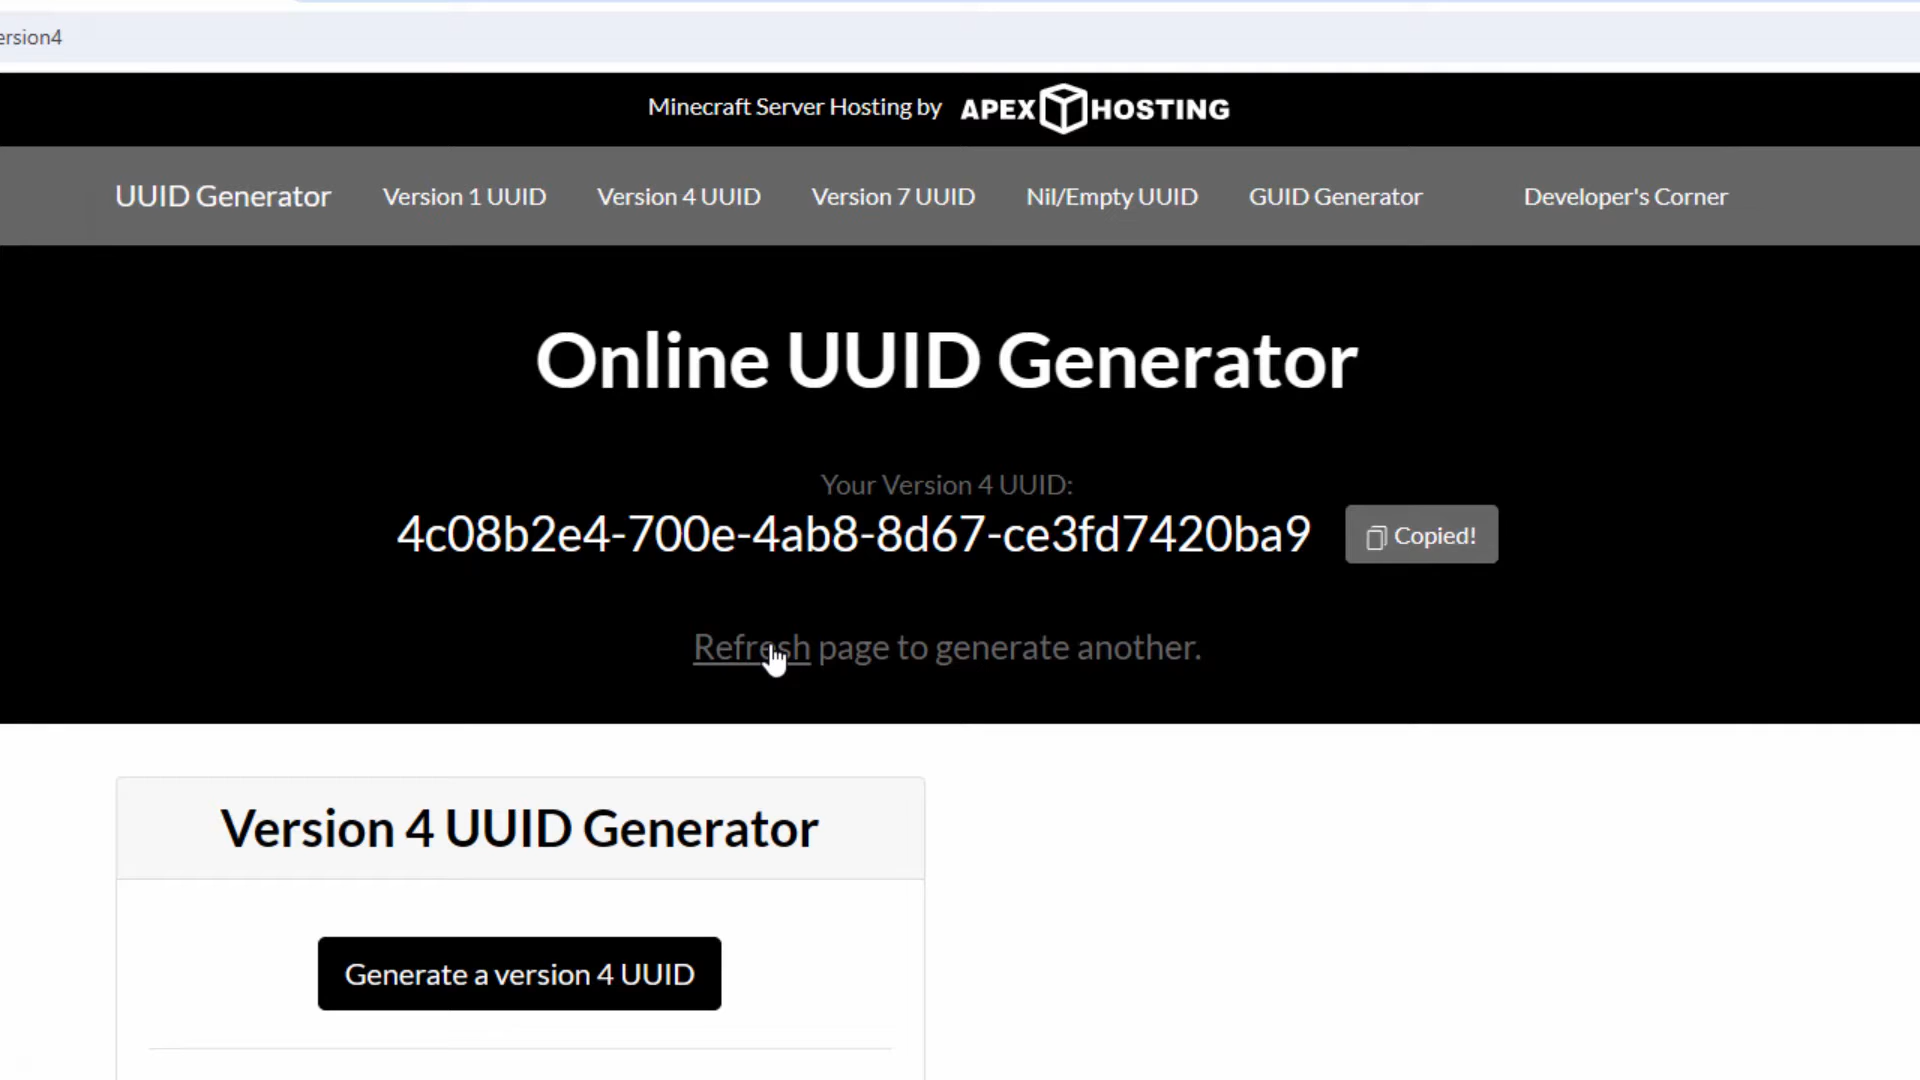 ersion4
Minecraft Server Hosting by APEX HOSTING
UUID Generator Version 1 UUID Version 4 UUID Version 7 UUID Nil/Empty UUID GUID Generator Developer's Corner
Online UUID Generator
Your Version 4 UUID:
4c08b2e4-700e-4ab8-8d67-ce3fd7420ba9 Copied!
Refresh page to generate another.
Version 4 UUID Generator
Generate a version 4 UUID